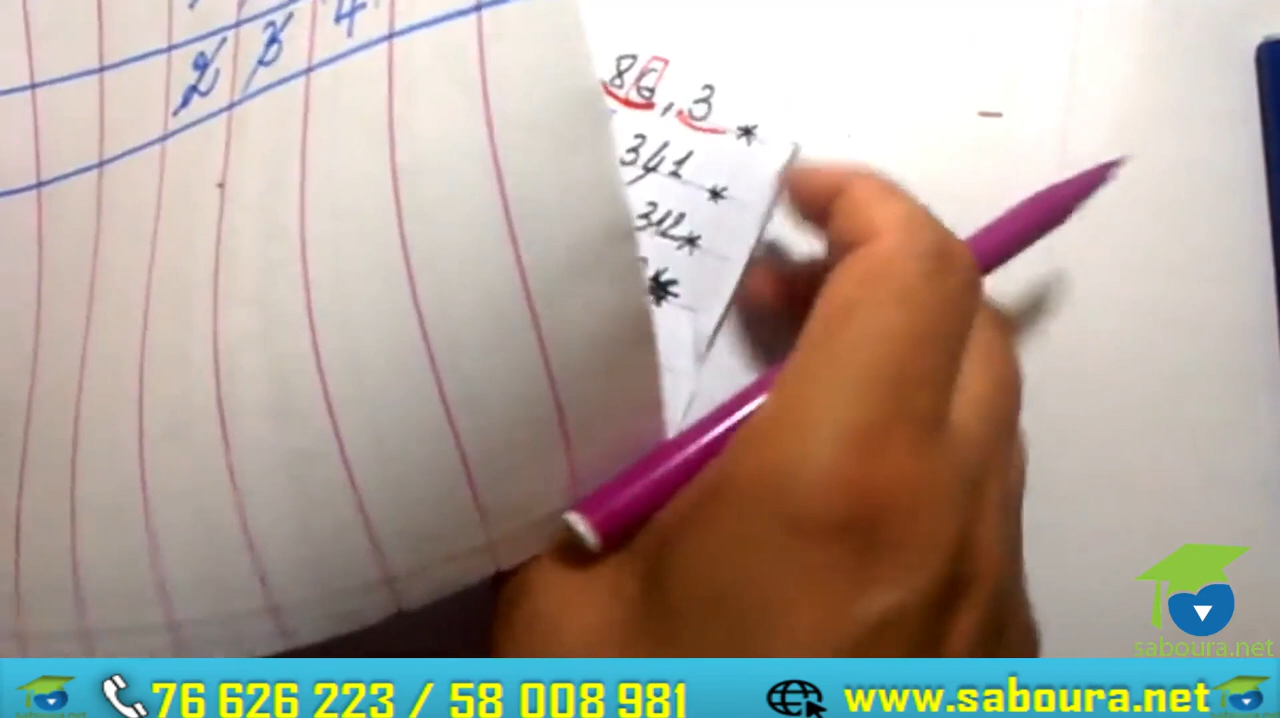 2 3 4
86,3 *
341 *
312 *
*
saboura.net
76 626 223 / 58 008 981
www.saboura.net